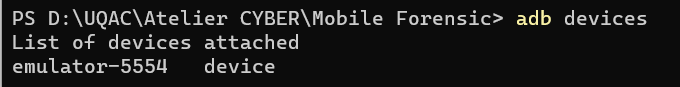 PS D:\UQAC\Atelier CYBER\Mobile Forensic> adb devices
List of devices attached
emulator-5554   device